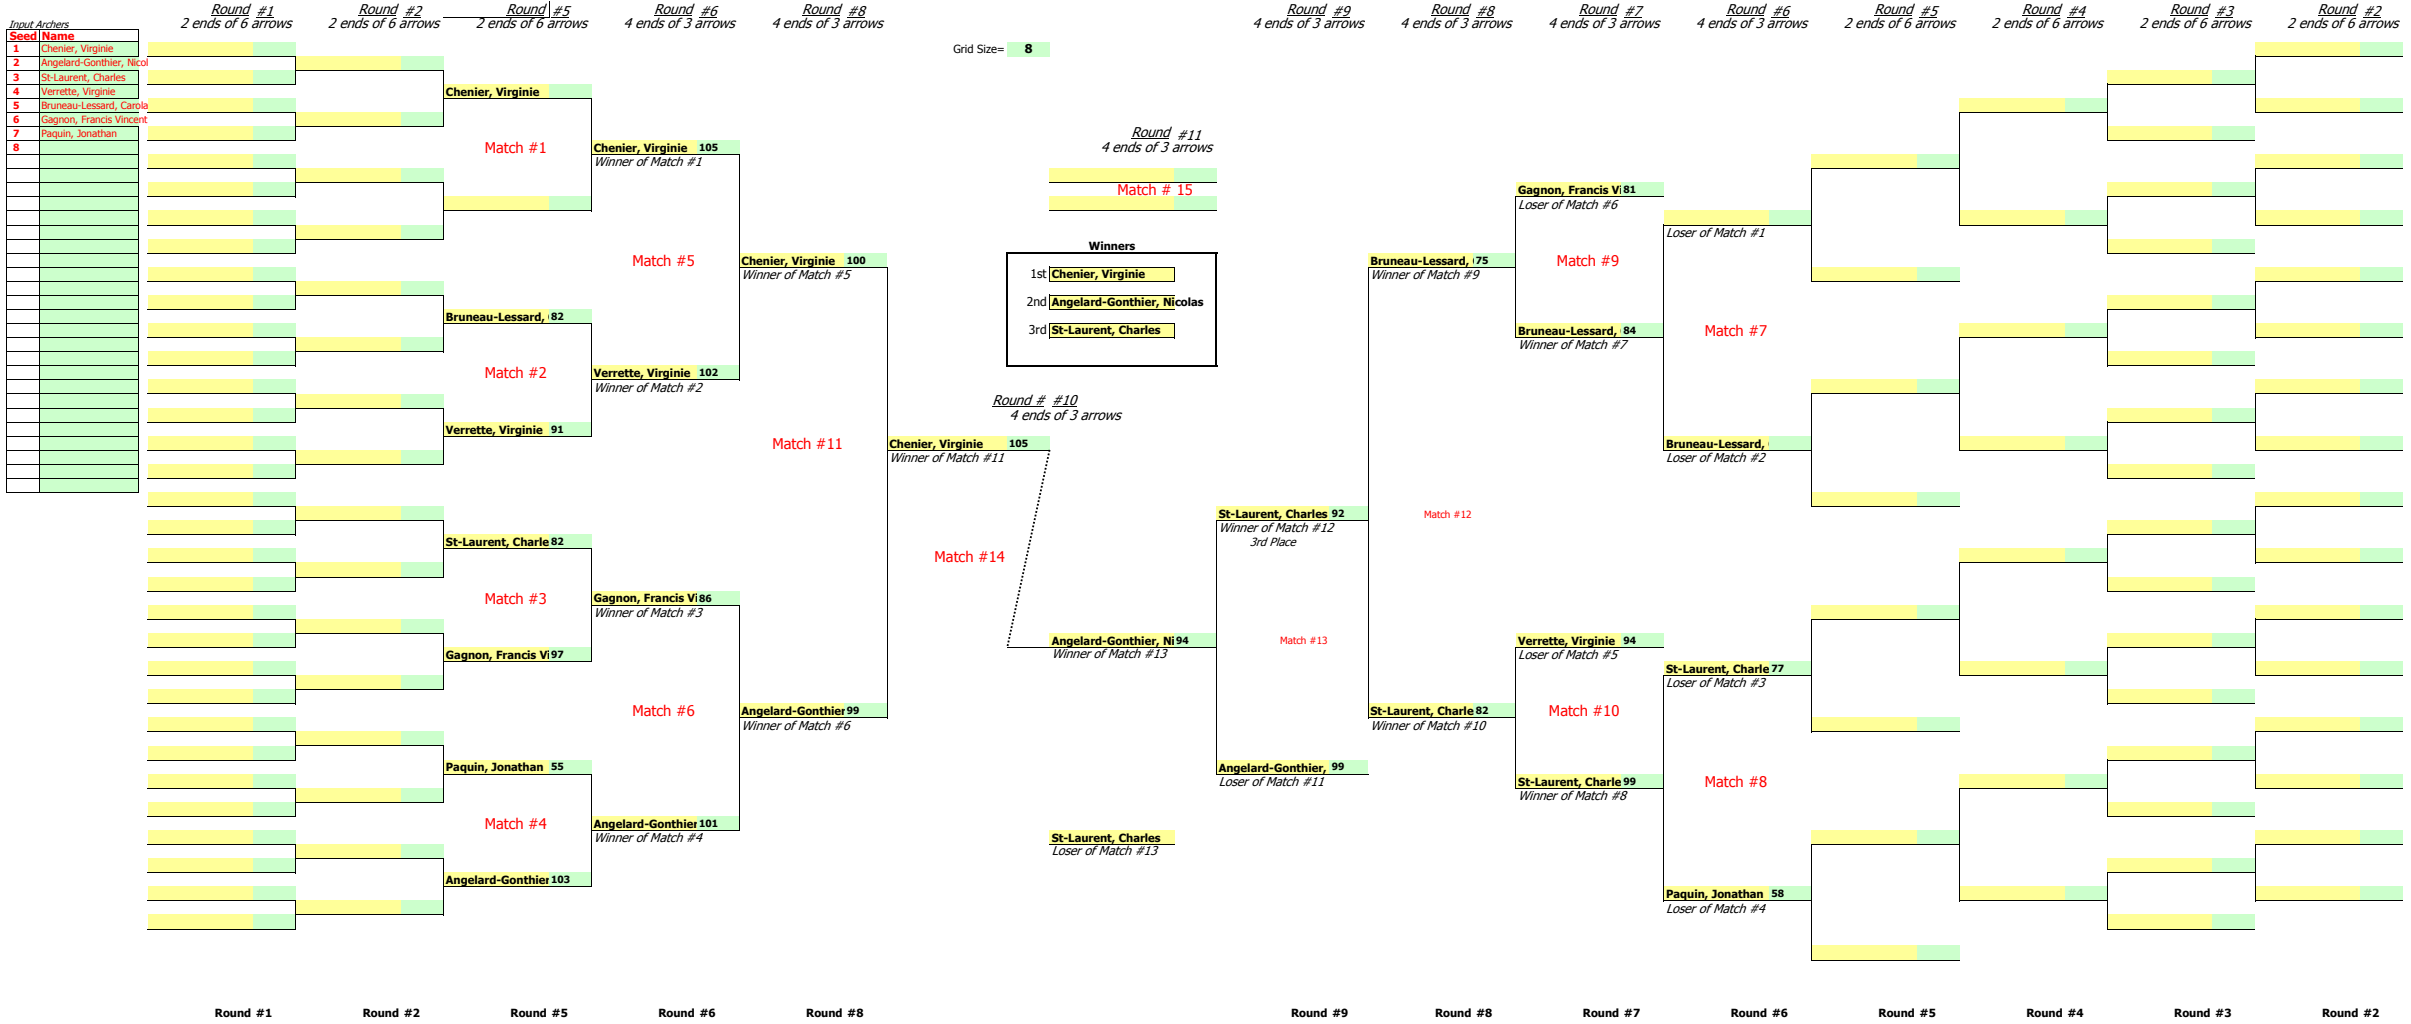 Round #1
2 ends of 6 arrows
Round #2
2 ends of 6 arrows
Round #5
2 ends of 6 arrows
Round #6
4 ends of 3 arrows
Round #8
4 ends of 3 arrows
Round #9
4 ends of 3 arrows
Round #8
4 ends of 3 arrows
Round #7
4 ends of 3 arrows
Round #6
4 ends of 3 arrows
Round #5
2 ends of 6 arrows
Round #4
2 ends of 6 arrows
Round #3
2 ends of 6 arrows
Round #2
2 ends of 6 arrows
Input Archers
Seed Name
1 Chenier, Virginie
2 Angelard-Gonthier, Nicol
3 St-Laurent, Charles
4 Verrette, Virginie
5 Bruneau-Lessard, Carola
6 Gagnon, Francis Vincent
7 Paquin, Jonathan
8
Grid Size= 8
Chenier, Virginie
Match #1
Bruneau-Lessard, 82
Match #2
Verrette, Virginie 91
St-Laurent, Charle 82
Match #3
Gagnon, Francis Vi 97
Paquin, Jonathan 55
Match #4
Angelard-Gonthier 103
Chenier, Virginie 105
Winner of Match #1
Match #5
Verrette, Virginie 102
Winner of Match #2
Gagnon, Francis Vi 86
Winner of Match #3
Match #6
Angelard-Gonthier 101
Winner of Match #4
Chenier, Virginie 100
Winner of Match #5
Match #11
Angelard-Gonthier 99
Winner of Match #6
Chenier, Virginie 105
Winner of Match #11
Match #14
Round #11
4 ends of 3 arrows
Match # 15
Winners
1st Chenier, Virginie
2nd Angelard-Gonthier, Nicolas
3rd St-Laurent, Charles
Round # #10
4 ends of 3 arrows
Angelard-Gonthier, Ni 94
Winner of Match #13
St-Laurent, Charles
Loser of Match #13
St-Laurent, Charles 92
Winner of Match #12
3rd Place
Match #13
Angelard-Gonthier, 99
Loser of Match #11
Bruneau-Lessard, 75
Winner of Match #9
Match #12
St-Laurent, Charle 82
Winner of Match #10
Gagnon, Francis Vi 81
Loser of Match #6
Match #9
Bruneau-Lessard, 84
Winner of Match #7
Verrette, Virginie 94
Loser of Match #5
Match #10
St-Laurent, Charle 99
Winner of Match #8
Loser of Match #1
Match #7
Bruneau-Lessard,
Loser of Match #2
St-Laurent, Charle 77
Loser of Match #3
Match #8
Paquin, Jonathan 58
Loser of Match #4
Round #1
Round #2
Round #5
Round #6
Round #8
Round #9
Round #8
Round #7
Round #6
Round #5
Round #4
Round #3
Round #2